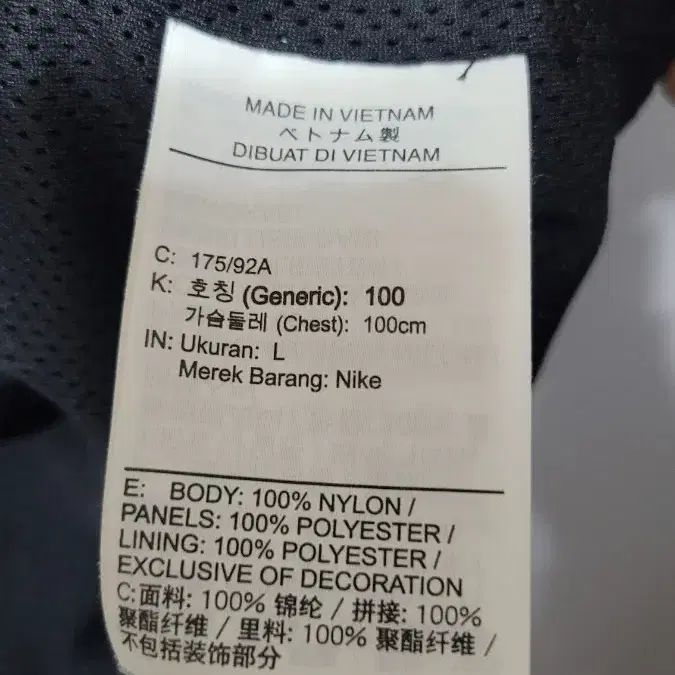 MADE IN VIETNAM
ベトナム製
DIBUAT DI VIETNAM
C: 175/92A
K: 호칭 (Generic): 100
가슴둘레 (Chest): 100cm
IN: Ukuran: L
Merek Barang: Nike
E: BODY: 100% NYLON /
PANELS: 100% POLYESTER /
LINING: 100% POLYESTER /
EXCLUSIVE OF DECORATION
C:面料: 100% 锦纶 / 拼接: 100%
聚酯纤维 / 里料: 100% 聚酯纤维 /
不包括装饰部分